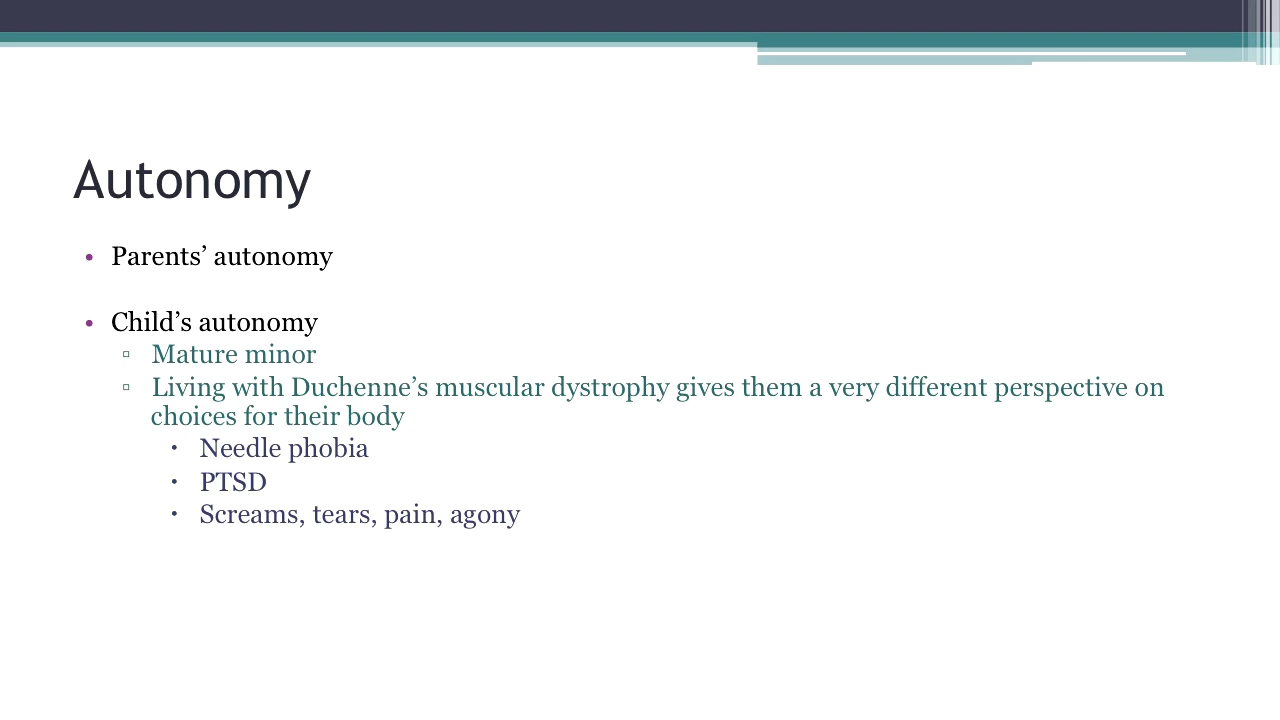 Autonomy
• Parents’ autonomy
• Child’s autonomy
▫ Mature minor
▫ Living with Duchenne’s muscular dystrophy gives them a very different perspective on
choices for their body
· Needle phobia
· PTSD
· Screams, tears, pain, agony